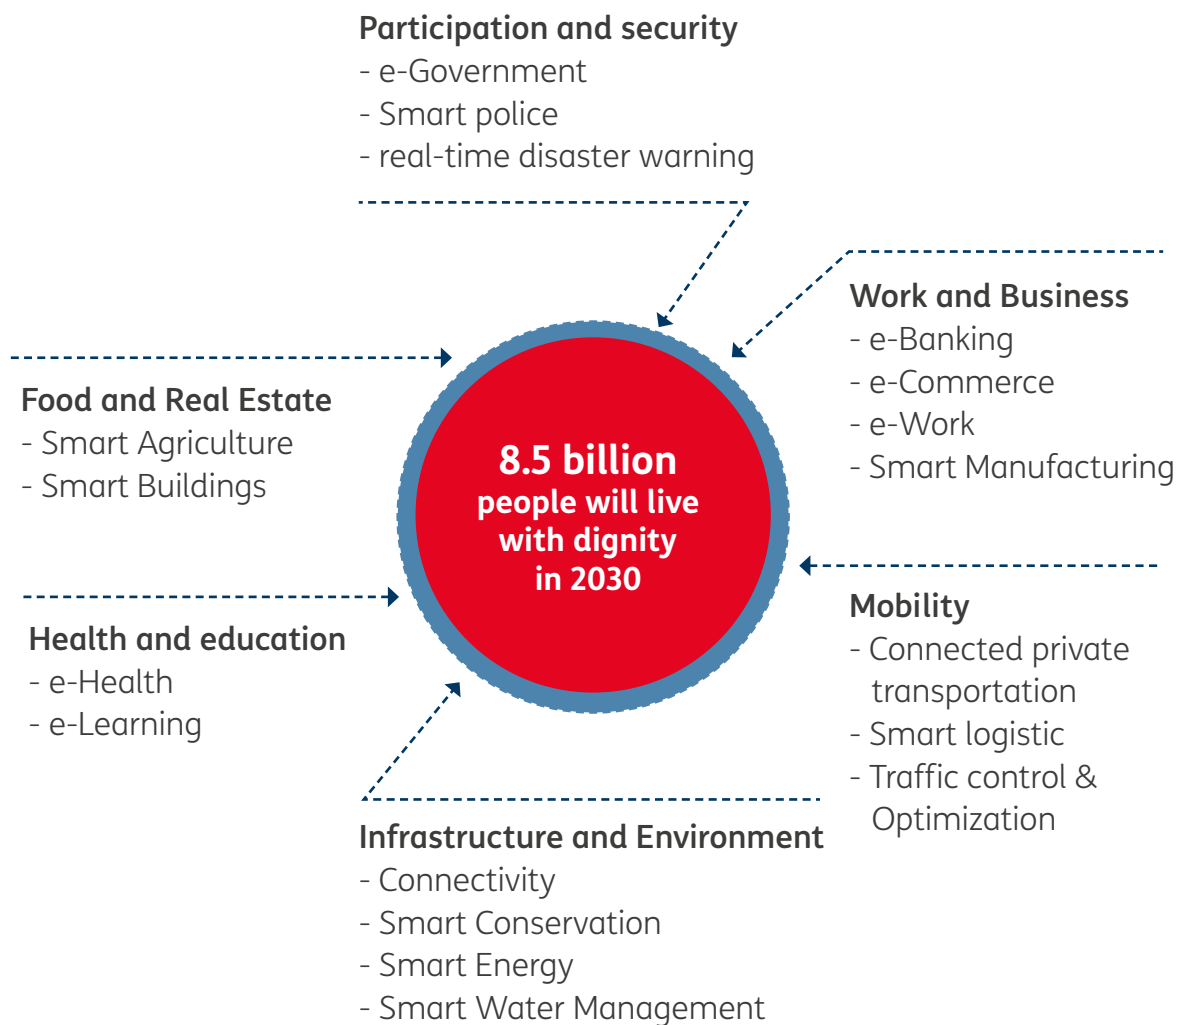 Participation and security
- e-Government
- Smart police
- real-time disaster warning
Work and Business
- e-Banking
- e-Commerce
- e-Work
- Smart Manufacturing
Food and Real Estate
- Smart Agriculture
- Smart Buildings
8.5 billion
people will live
with dignity
in 2030
Health and education
- e-Health
- e-Learning
Mobility
- Connected private
transportation
- Smart logistic
- Traffic control &
Optimization
Infrastructure and Environment
- Connectivity
- Smart Conservation
- Smart Energy
- Smart Water Management